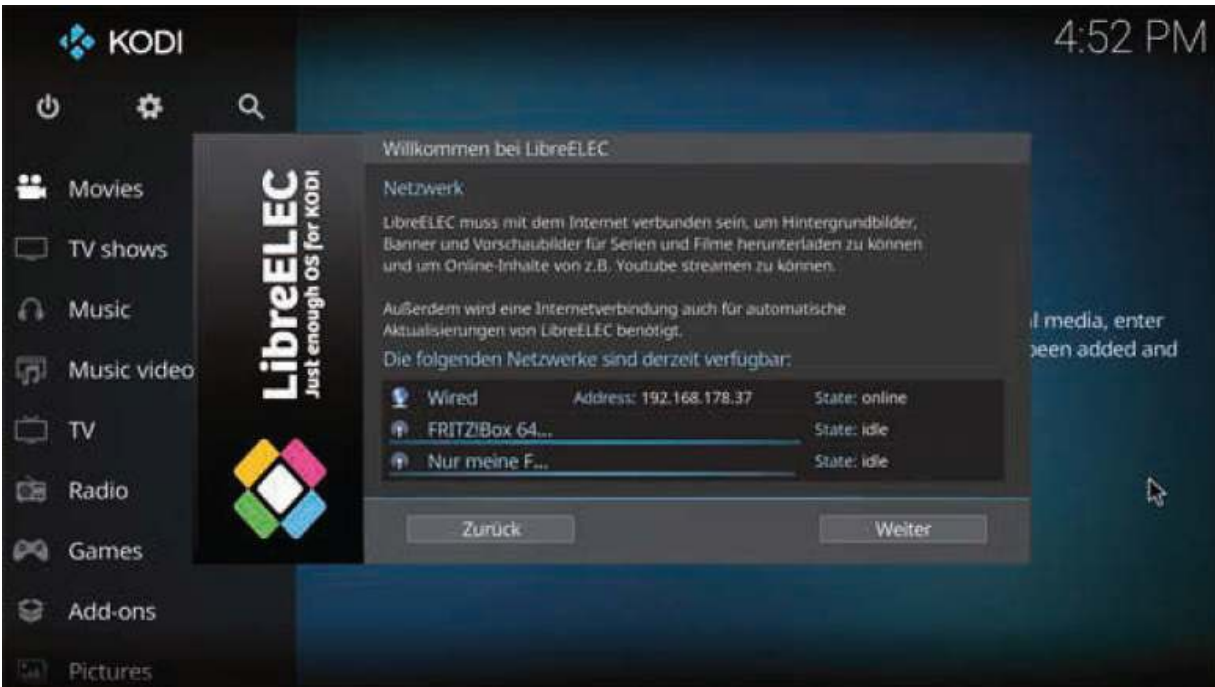 KODI
4:52 PM
Movies
TV shows
Music
Music video
TV
Radio
Games
Add-ons
Pictures
LibreELEC
Just enough OS for KODI
Willkommen bei LibreELEC
Netzwerk
LibreELEC muss mit dem Internet verbunden sein, um Hintergrundbilder,
Banner und Vorschaubilder für Serien und Filme herunterladen zu können
und um Online-Inhalte von z.B. Youtube streamen zu können.
Außerdem wird eine Internetverbindung auch für automatische
Aktualisierungen von LibreELEC benötigt.
Die folgenden Netzwerke sind derzeit verfügbar:
Wired Address: 192.168.178.37 State: online
FRITZ!Box 64... State: idle
Nur meine F... State: idle
Zurück Weiter
l media, enter
been added and